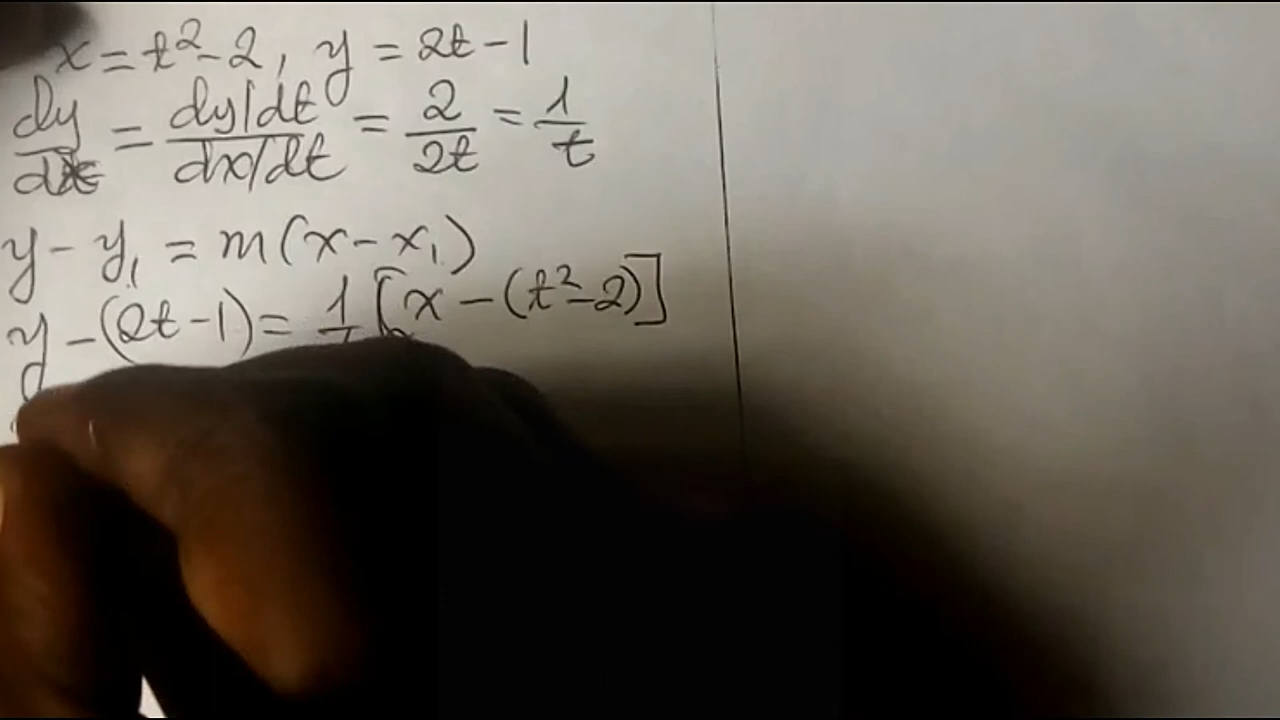 x = t² - 2, y = 2t - 1
dy/dx = (dy/dt)/(dx/dt) = 2/2t = 1/t
y - y₁ = m(x - x₁)
y - (2t - 1) = 1/t [x - (t² - 2)]